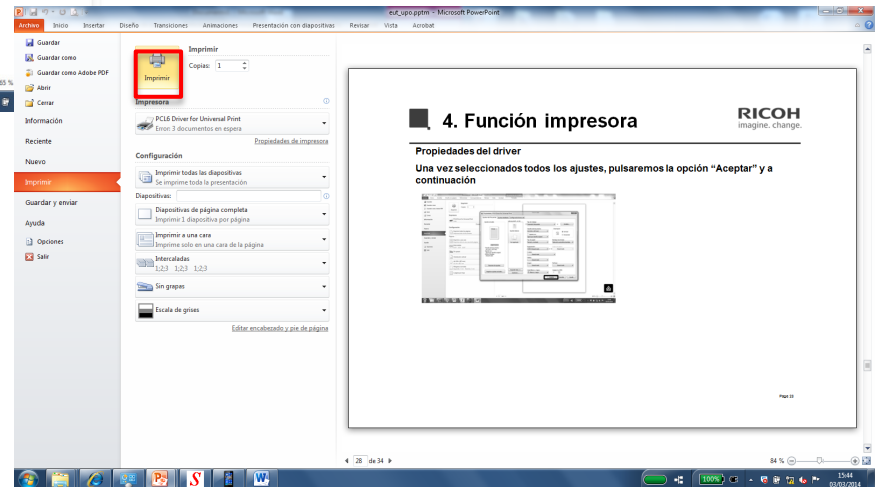 eut_upo.pptm - Microsoft PowerPoint
Archivo Inicio Insertar Diseño Transiciones Animaciones Presentación con diapositivas Revisar Vista Acrobat
Guardar
Guardar como
Guardar como Adobe PDF
Abrir
Cerrar
Información
Reciente
Nuevo
Imprimir
Guardar y enviar
Ayuda
Opciones
Salir
Imprimir
Imprimir
Copias: 1
Impresora
PCL6 Driver for Universal Print
Error: 3 documentos en espera
Propiedades de impresora
Configuración
Imprimir todas las diapositivas
Se imprime toda la presentación
Diapositivas:
Diapositivas de página completa
Imprimir 1 diapositiva por página
Imprimir a una cara
Imprime solo en una cara de la página
Intercaladas
1;2;3 1;2;3 1;2;3
Sin grapas
Escala de grises
Editar encabezado y pie de página
4. Función impresora
RICOH
imagine. change.
Propiedades del driver
Una vez seleccionados todos los ajustes, pulsaremos la opción “Aceptar” y a
continuación
Page 28
28 de 34
84 %
65 %
100%
15:44
03/03/2014